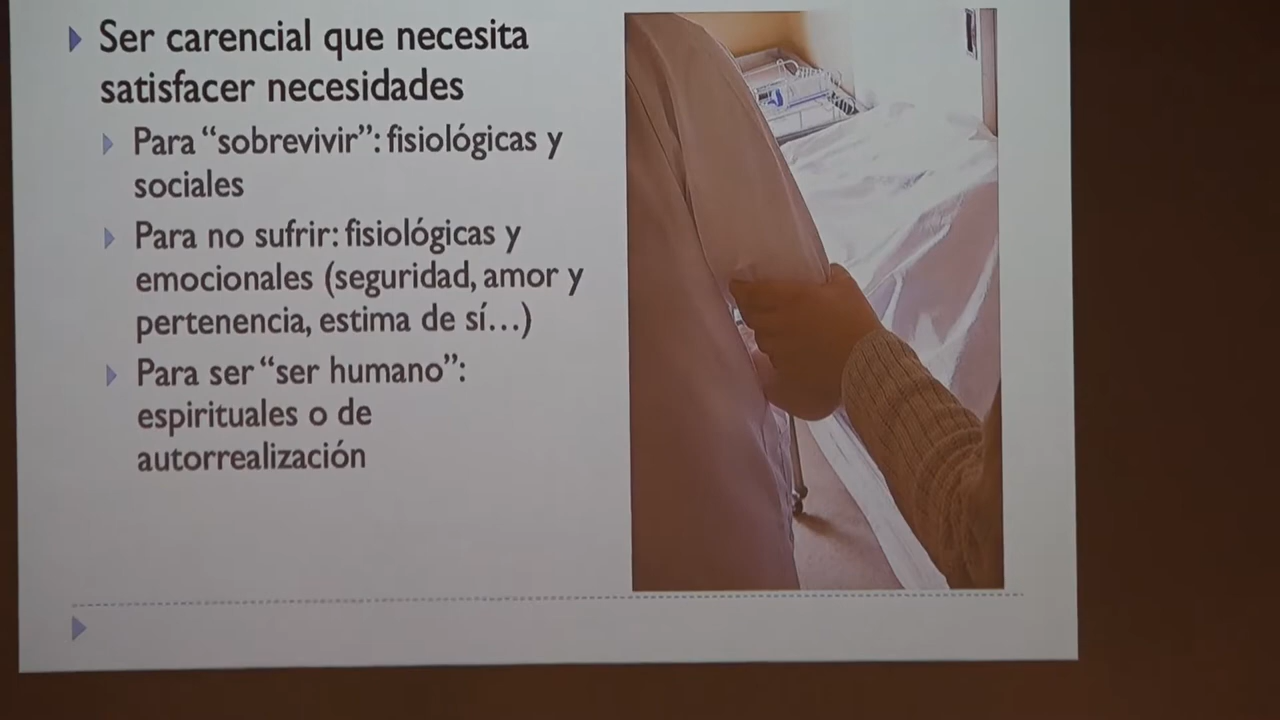 Ser carencial que necesita
satisfacer necesidades
Para “sobrevivir”: fisiológicas y
sociales
Para no sufrir: fisiológicas y
emocionales (seguridad, amor y
pertenencia, estima de sí…)
Para ser “ser humano”:
espirituales o de
autorrealización